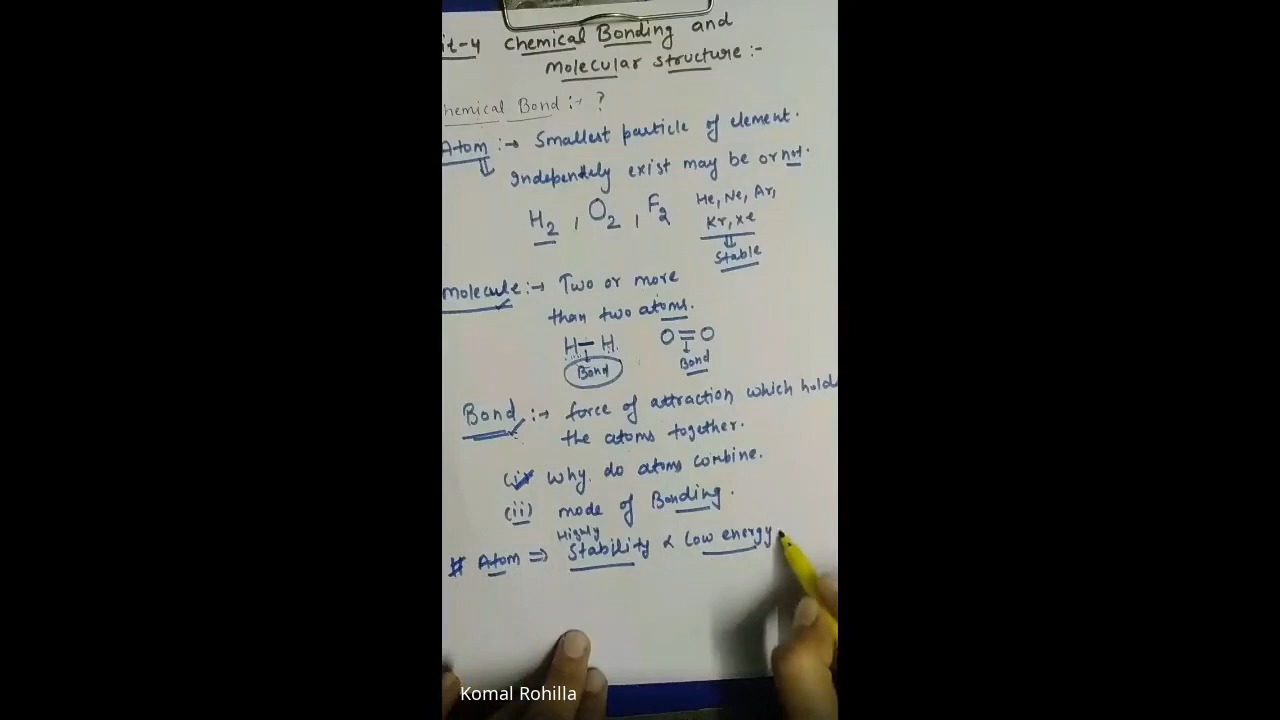 it-4 Chemical Bonding and
Molecular structure :-
hemical Bond :→ ?
Atom :→ Smallest particle of element.
Independtely exist may be or not.
H2 , O2 , F2
He, Ne, Ar,
Kr, Xe
Stable
Molecule :→ Two or more
than two atoms.
H–H O=O
Bond Bond
Bond :→ force of attraction which hold
the atoms together.
(i) Why do atoms combine.
(ii) mode of Bonding.
Highly
# Atom ⇒ Stability ∝ Low energy
Komal Rohilla